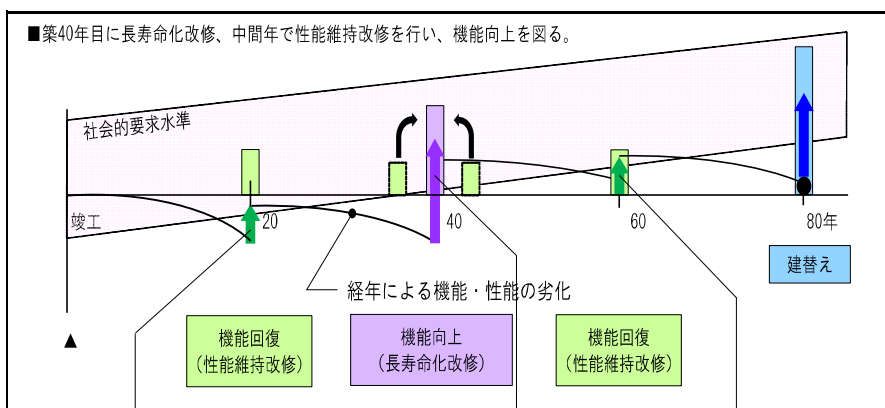 ■築40年目に長寿命化改修、中間年で性能維持改修を行い、機能向上を図る。
社会的要求水準
竣工
20
40
60
80年
建替え
経年による機能・性能の劣化
機能回復
（性能維持改修）
機能向上
（長寿命化改修）
機能回復
（性能維持改修）
▲